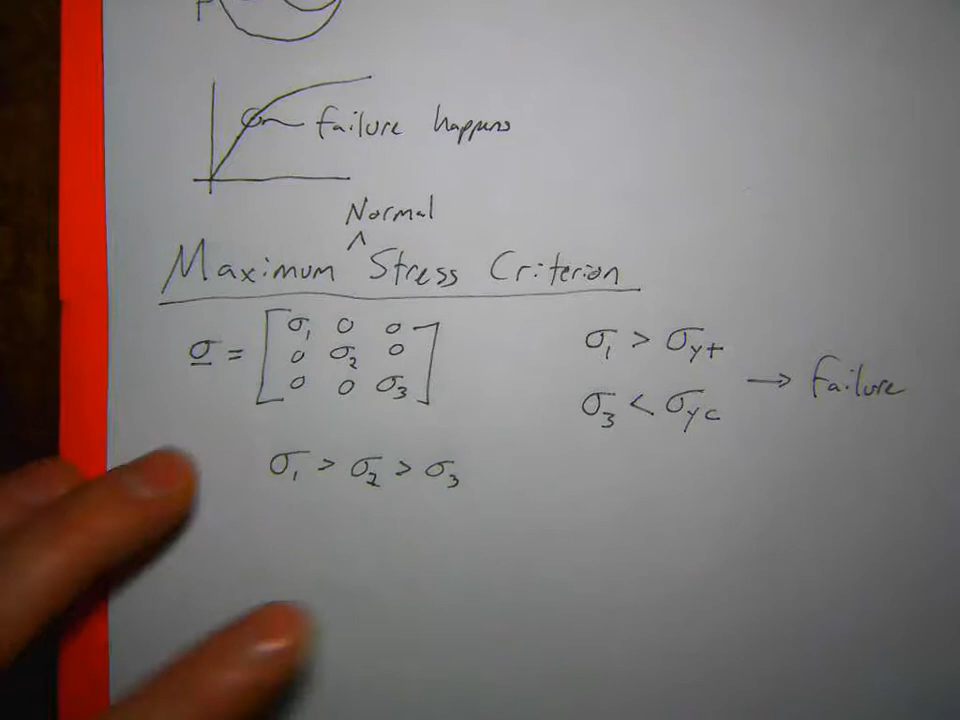 failure happens
Normal
^
Maximum Stress Criterion
σ = [σ₁ 0 0
0 σ₂ 0
0 0 σ₃]
σ₁ > σyt
σ₃ < σyc
→ failure
σ₁ > σ₂ > σ₃